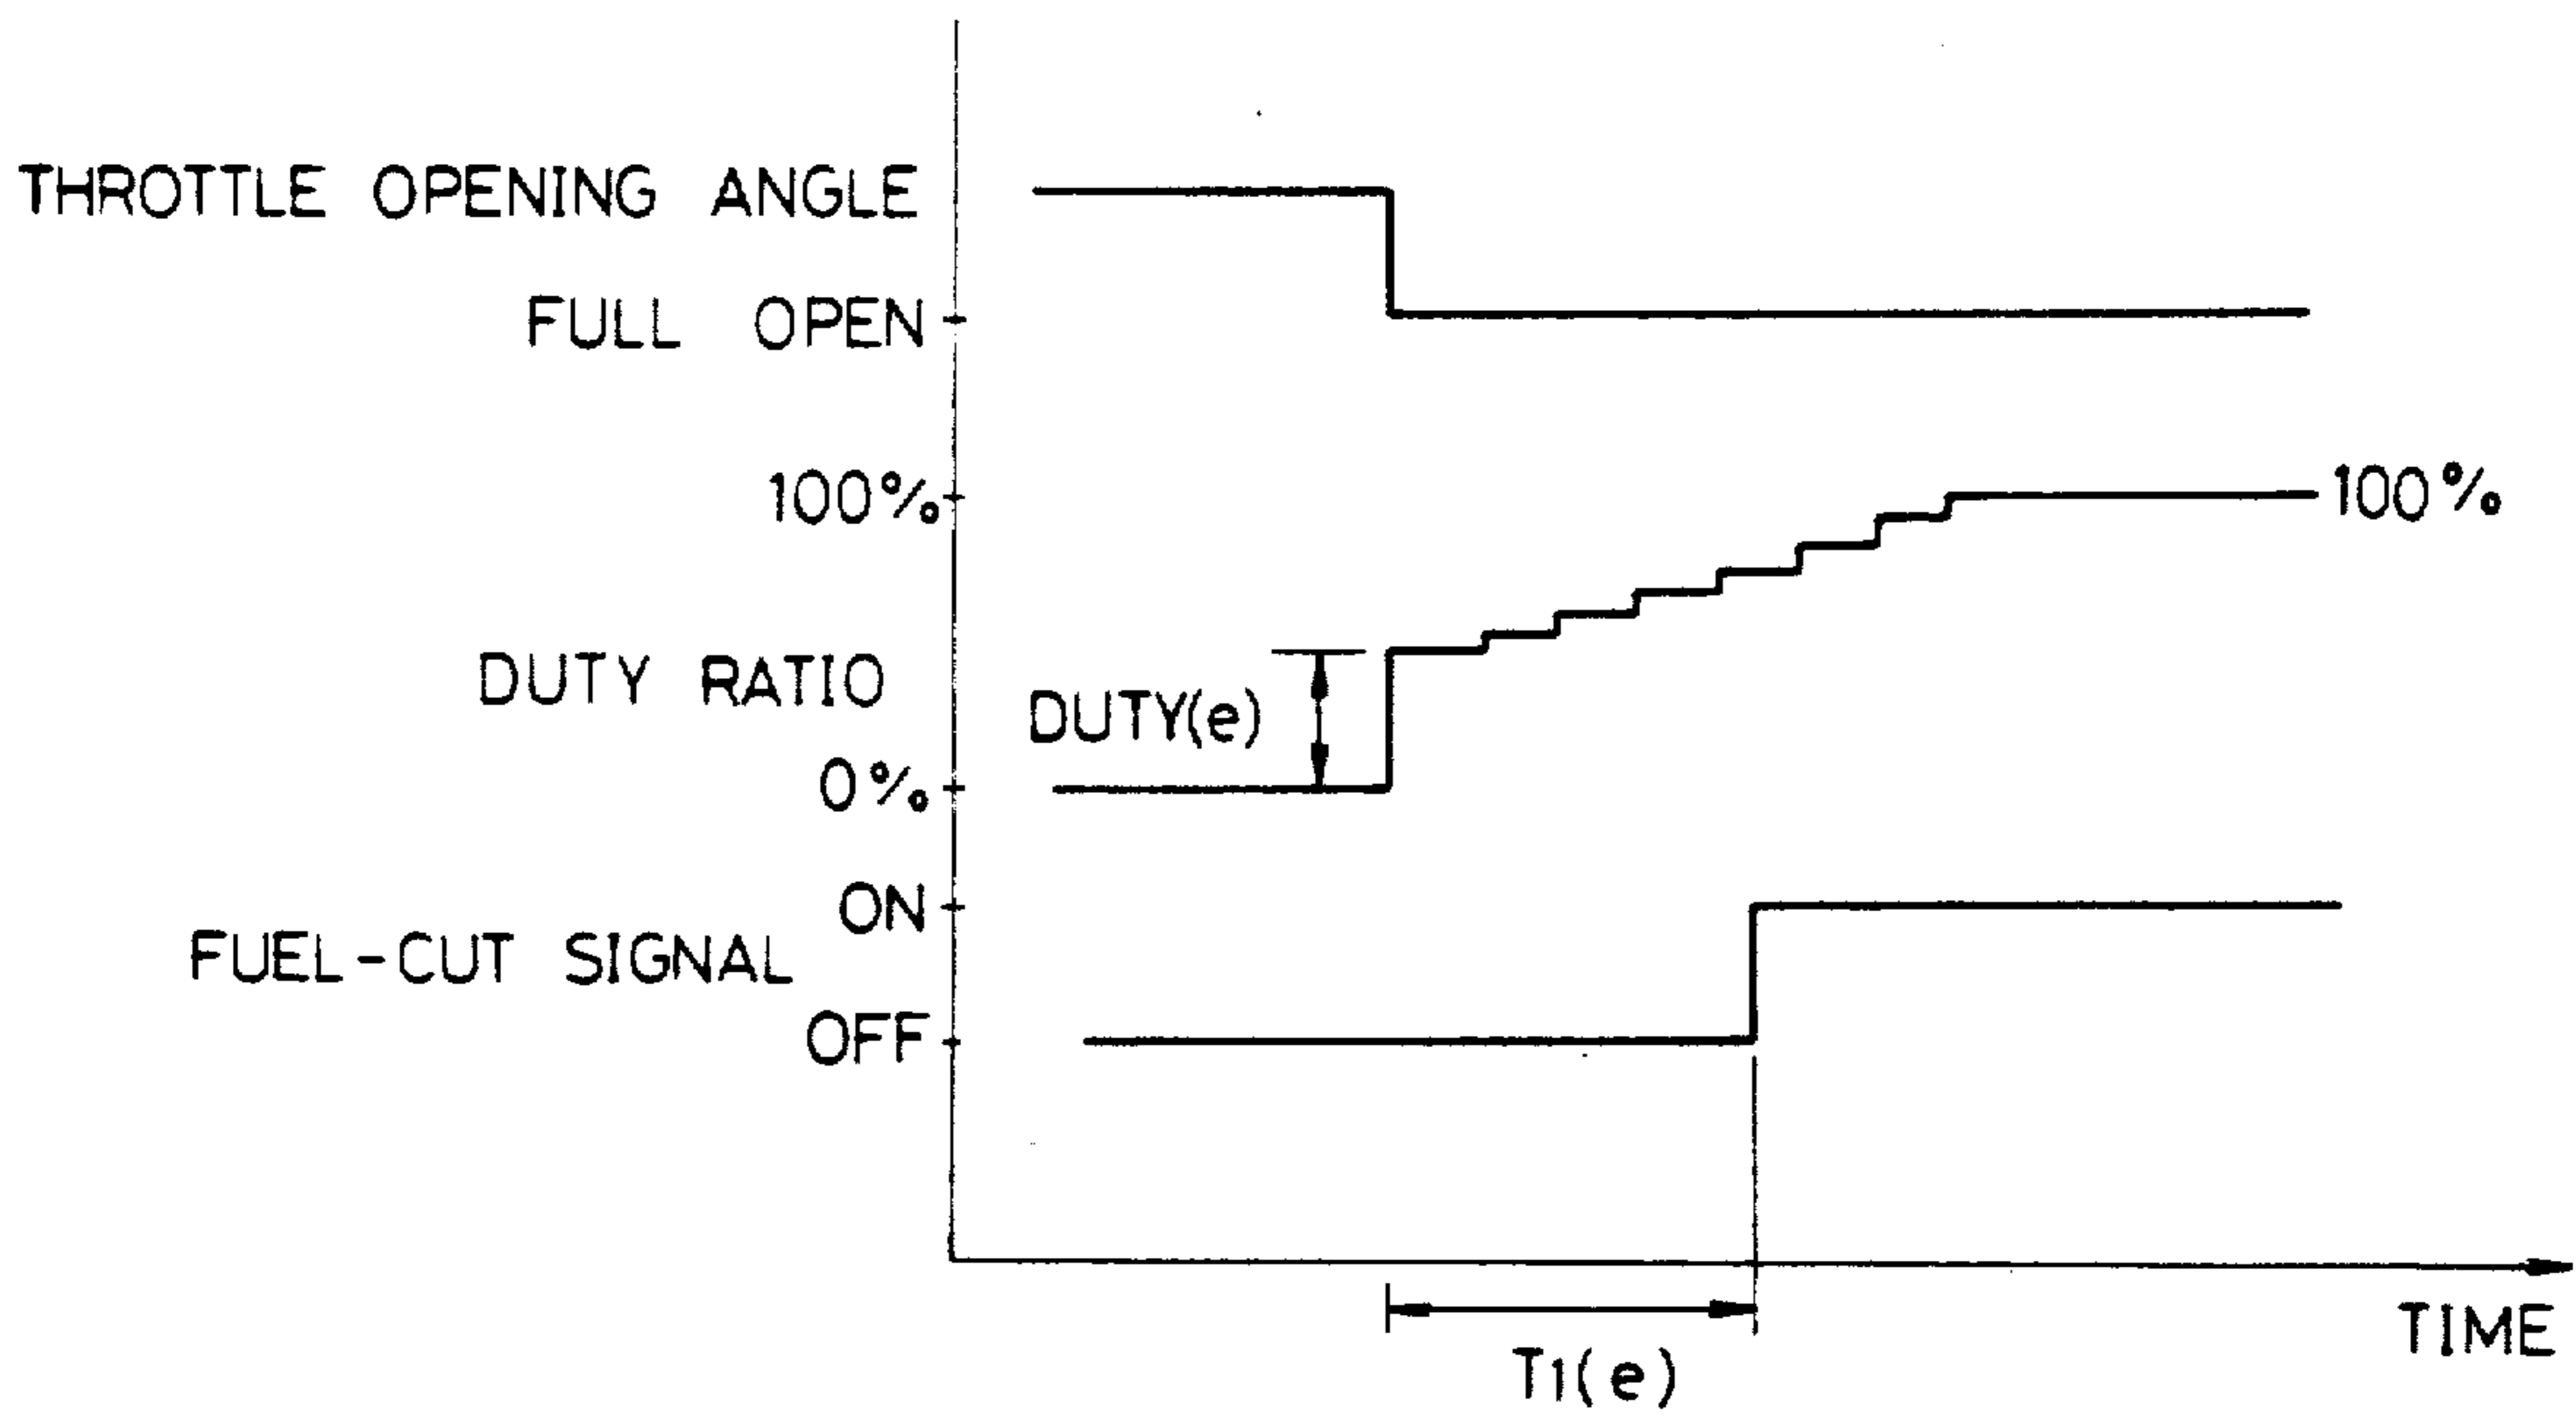 THROTTLE OPENING ANGLE
FULL OPEN
100%
100%
DUTY RATIO
DUTY(e)
0%
ON
FUEL-CUT SIGNAL
OFF
TIME
T1(e)